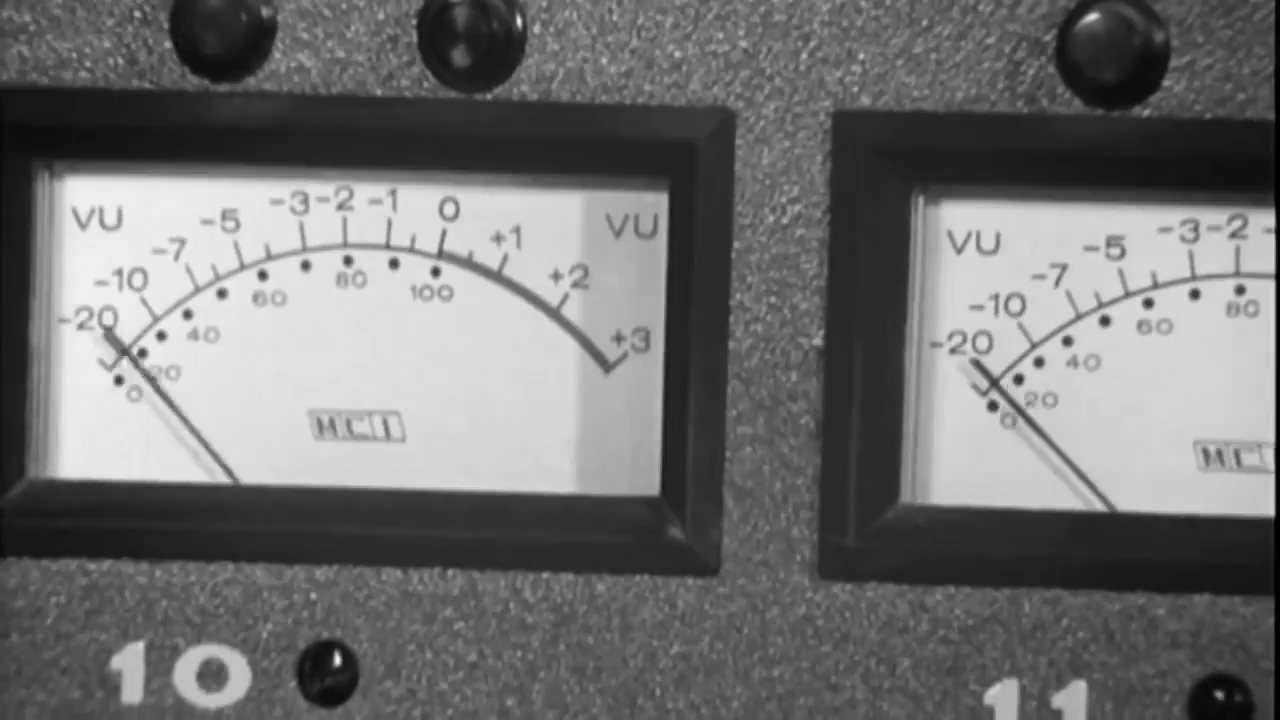 VU -20 -10 -7 -5 -3 -2 -1 0 +1 +2 +3 VU
0 20 40 60 80 100
MCI
10
VU -20 -10 -7 -5 -3 -2
0 20 40 60 80
MCI
11